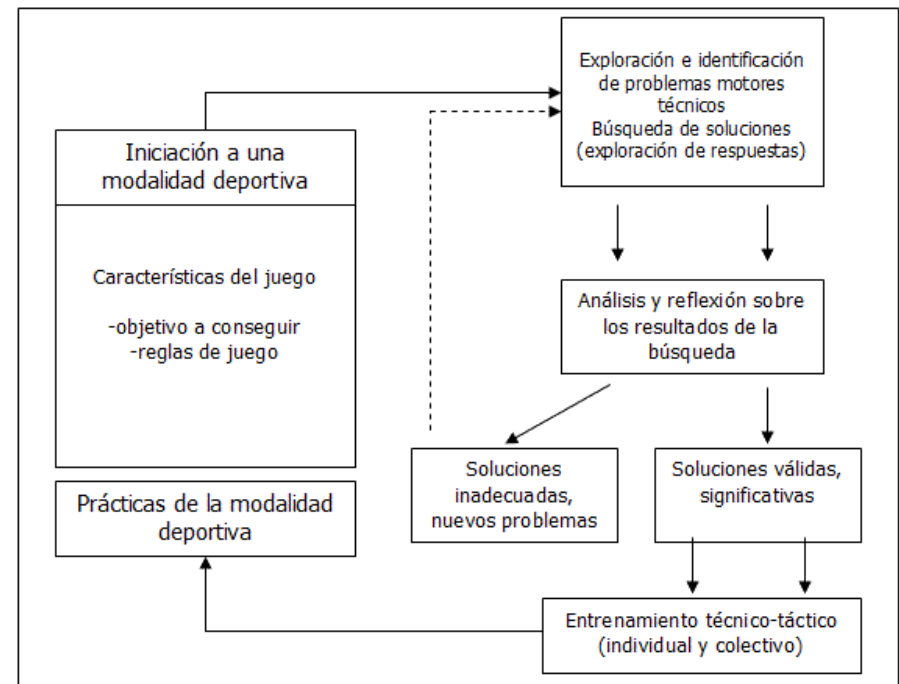 Exploración e identificación
de problemas motores
técnicos
Búsqueda de soluciones
(exploración de respuestas)
Iniciación a una
modalidad deportiva
Características del juego
-objetivo a conseguir
-reglas de juego
Análisis y reflexión sobre
los resultados de la
búsqueda
Soluciones
inadecuadas,
nuevos problemas
Soluciones válidas,
significativas
Prácticas de la modalidad
deportiva
Entrenamiento técnico-táctico
(individual y colectivo)